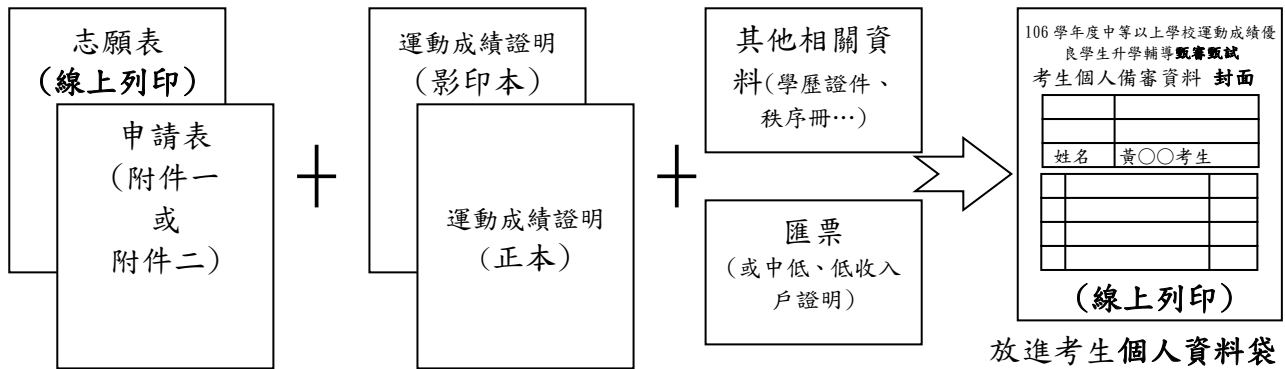 志願表
(線上列印)
申請表
(附件一
或
附件二)
＋
運動成績證明
(影印本)
運動成績證明
(正本)
＋
其他相關資
料(學歷證件、
秩序冊…)
匯票
(或中低、低收入
戶證明)
106 學年度中等以上學校運動成績優
良學生升學輔導甄審甄試
考生個人備審資料 封面
姓名 黃○○考生
(線上列印)
放進考生個人資料袋